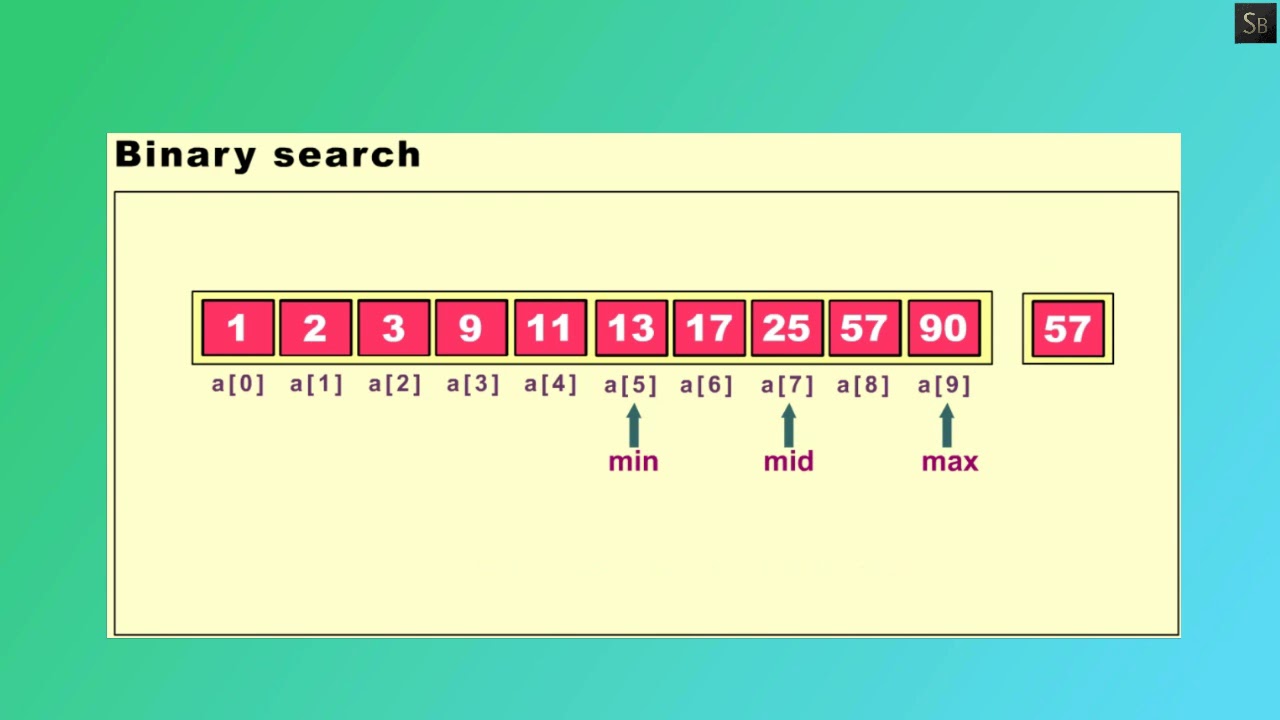 SB
Binary search
1 2 3 9 11 13 17 25 57 90 57
a[0] a[1] a[2] a[3] a[4] a[5] a[6] a[7] a[8] a[9]
min mid max